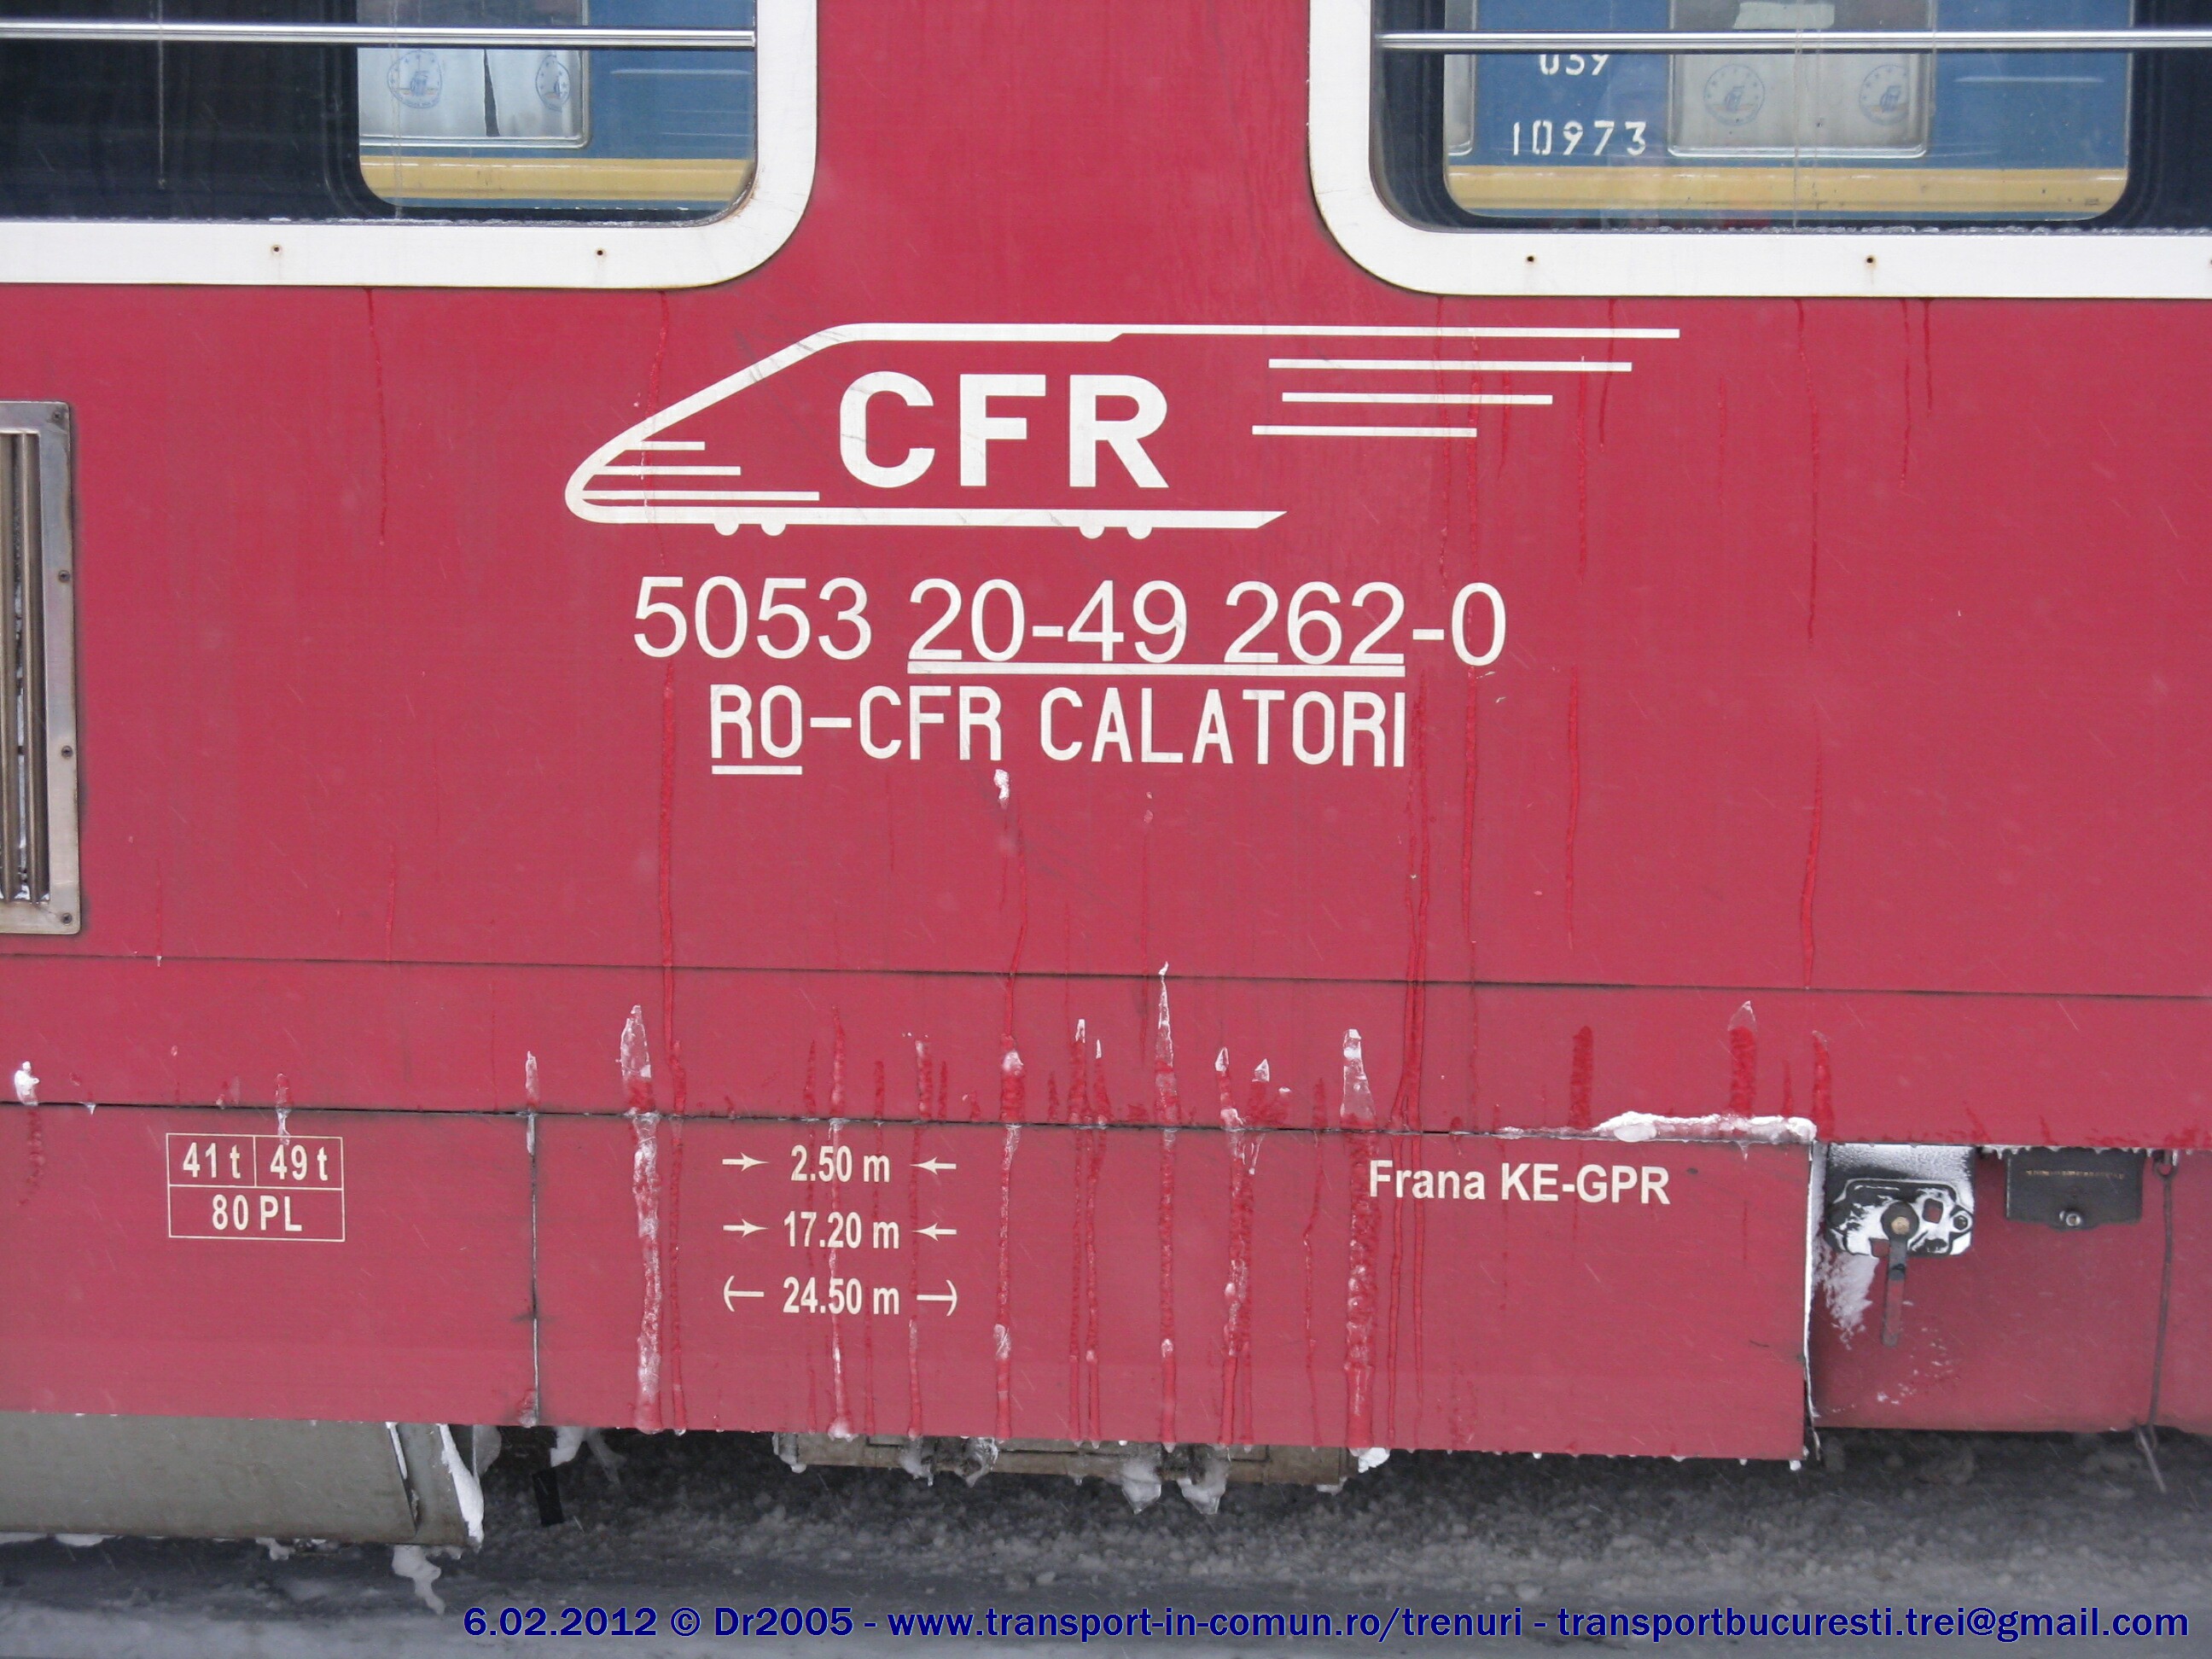 039
10973
CFR
5053 20-49 262-0
RO-CFR CALATORI
41 t 49 t
80 PL
2.50 m
17.20 m
24.50 m
Frana KE-GPR
6.02.2012 © Dr2005 - www.transport-in-comun.ro/trenuri - transportbucuresti.trei@gmail.com